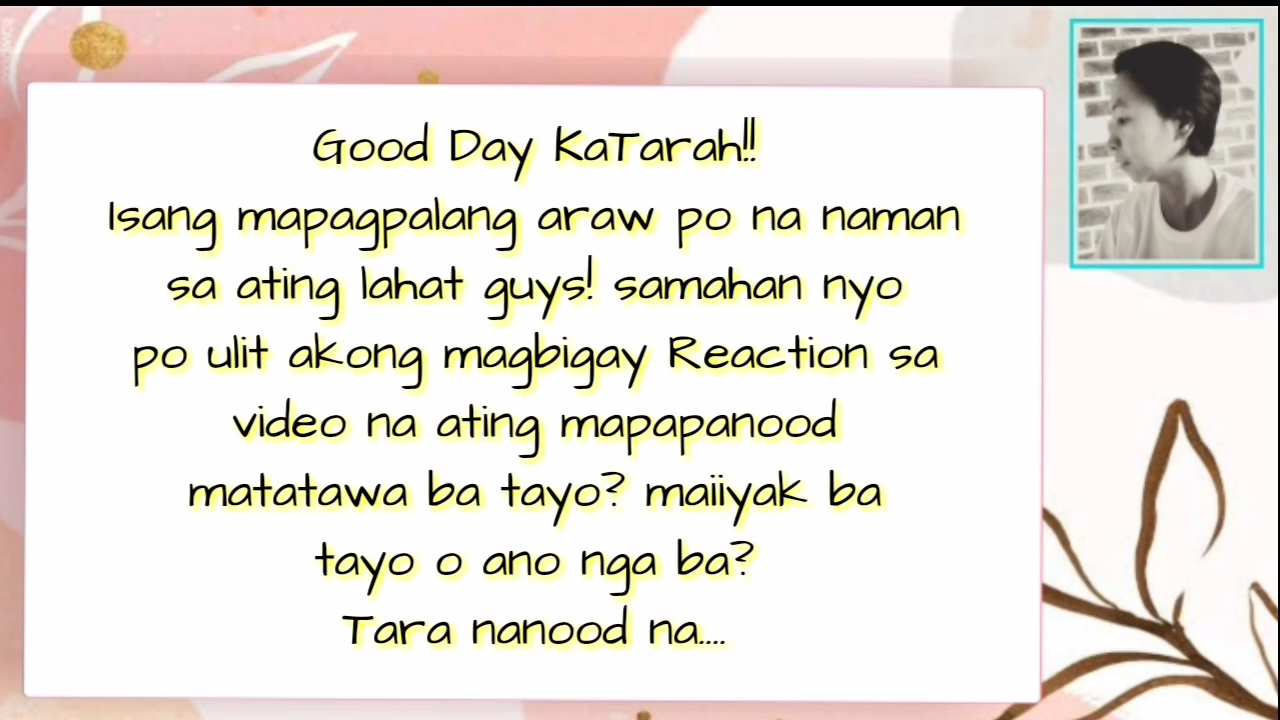 Good Day KaTarah!!
Isang mapagpalang araw po na naman
sa ating lahat guys! samahan nyo
po ulit akong magbigay Reaction sa
video na ating mapapanood
matatawa ba tayo? maiiyak ba
tayo o ano nga ba?
Tara nanood na....